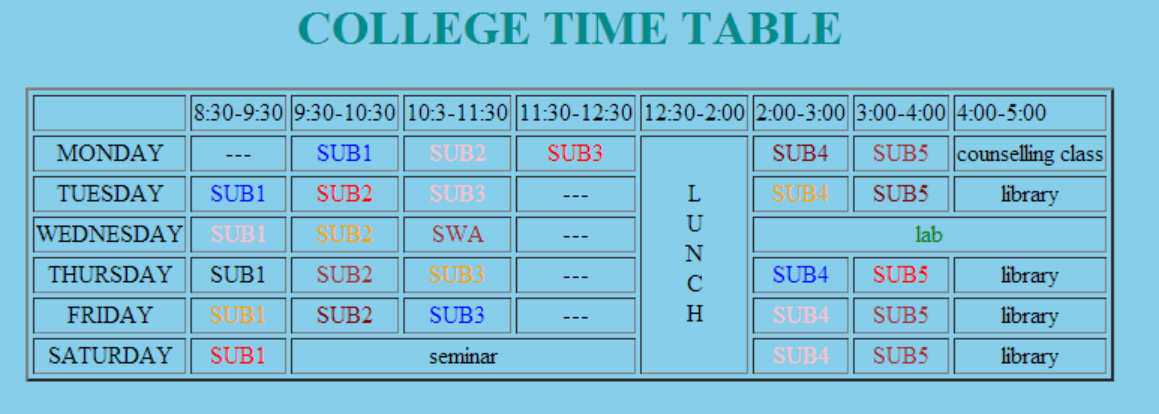 COLLEGE TIME TABLE
8:30-9:30 9:30-10:30 10:3-11:30 11:30-12:30 12:30-2:00 2:00-3:00 3:00-4:00 4:00-5:00
MONDAY --- SUB1 SUB2 SUB3 LUNCH SUB4 SUB5 counselling class
TUESDAY SUB1 SUB2 SUB3 --- SUB4 SUB5 library
WEDNESDAY SUB1 SUB2 SWA --- lab
THURSDAY SUB1 SUB2 SUB3 --- SUB4 SUB5 library
FRIDAY SUB1 SUB2 SUB3 --- SUB4 SUB5 library
SATURDAY SUB1 seminar SUB4 SUB5 library